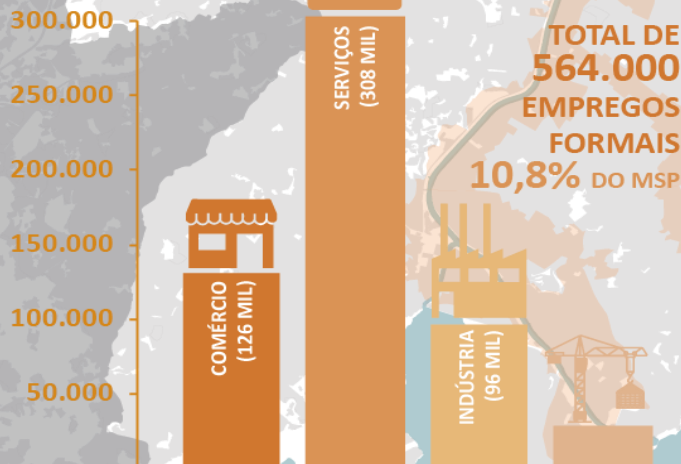 300.000
250.000
200.000
150.000
100.000
50.000
COMÉRCIO
(126 MIL)
SERVIÇOS
(308 MIL)
INDÚSTRIA
(96 MIL)
TOTAL DE
564.000
EMPREGOS
FORMAIS
10,8% DO MSP